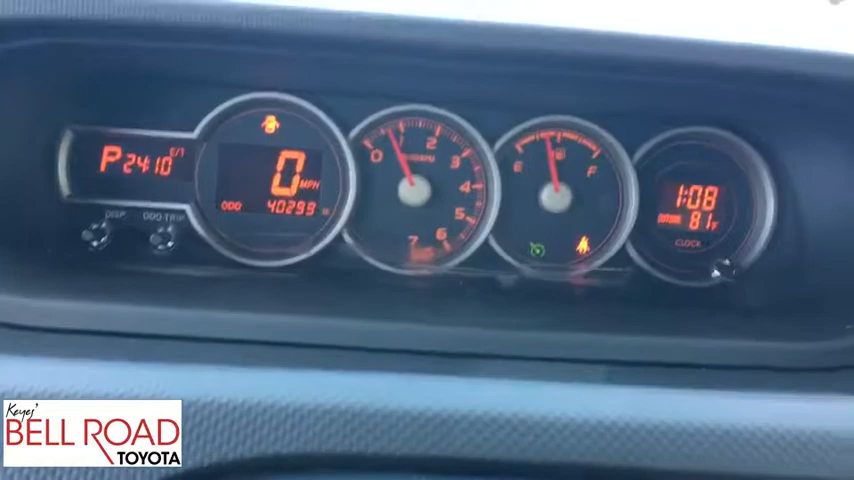 P 2410 E/T
DISP ODO·TRIP
0 MPH
ODO 40299
0 1 2 3 4 5 6 7
E F
1:08
81°F
CLOCK
Keyes'
BELL ROAD
TOYOTA